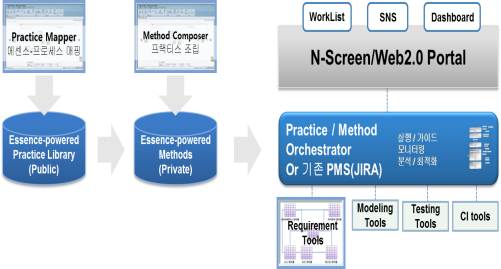 Practice Mapper
에센스+프로세스 매핑
Method Composer
프랙티스 조립
Essence-powered
Practice Library
(Public)
Essence-powered
Methods
(Private)
WorkList
SNS
Dashboard
N-Screen/Web2.0 Portal
Practice / Method
Orchestrator
Or 기존 PMS(JIRA)
실행 / 가이드
모니터링
분석 / 최적화
Requirement
Tools
Modeling
Tools
Testing
Tools
CI tools